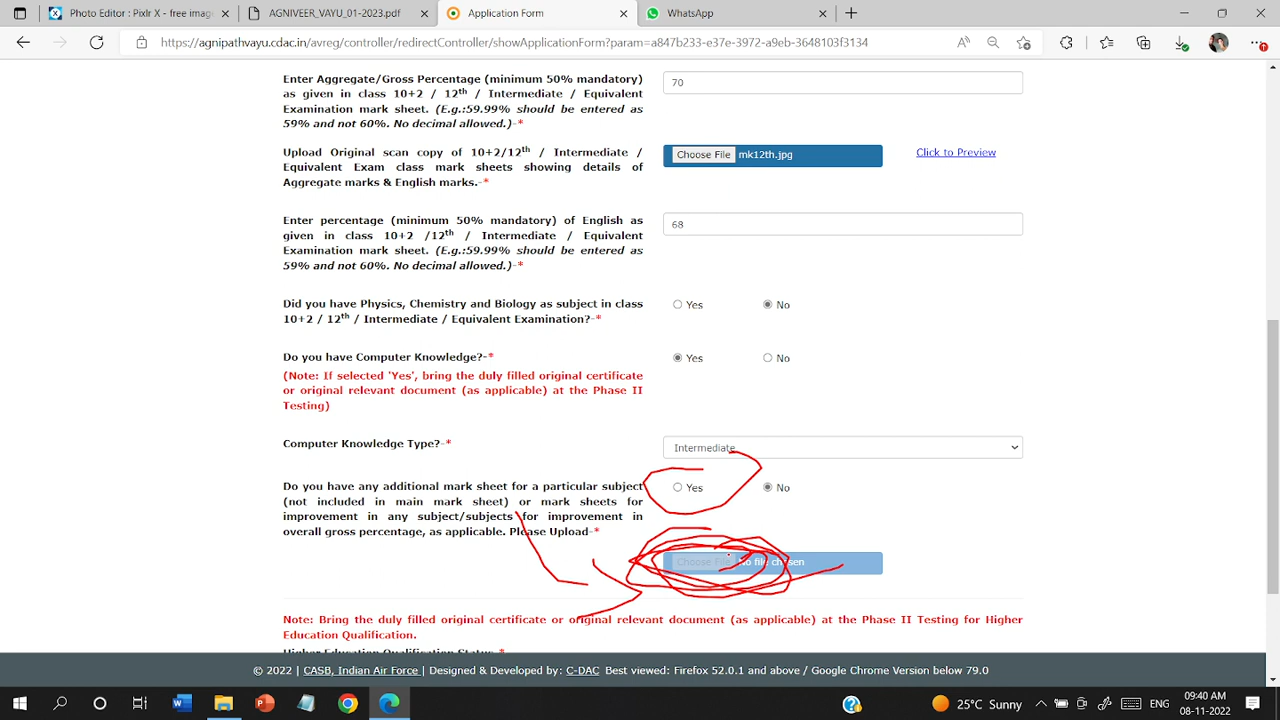 Photo Editor : Pixlr X - free imag
AGNIVEER_VAYU_01-2023.pdf
Application Form
WhatsApp
https://agnipathvayu.cdac.in/avreg/controller/redirectController/showApplicationForm?param=a847b233-e37e-3972-a9eb-3648103f3134
Enter Aggregate/Gross Percentage (minimum 50% mandatory)
as given in class 10+2 / 12th / Intermediate / Equivalent
Examination mark sheet. (E.g.:59.99% should be entered as
59% and not 60%. No decimal allowed.)-*
70
Upload Original scan copy of 10+2/12th / Intermediate /
Equivalent Exam class mark sheets showing details of
Aggregate marks & English marks.-*
Choose File mk12th.jpg
Click to Preview
Enter percentage (minimum 50% mandatory) of English as
given in class 10+2 /12th / Intermediate / Equivalent
Examination mark sheet. (E.g.:59.99% should be entered as
59% and not 60%. No decimal allowed.)-*
68
Did you have Physics, Chemistry and Biology as subject in class
10+2 / 12th / Intermediate / Equivalent Examination?-*
Yes No
Do you have Computer Knowledge?-*
Yes No
(Note: If selected 'Yes', bring the duly filled original certificate
or original relevant document (as applicable) at the Phase II
Testing)
Computer Knowledge Type?-*
Intermediate
Do you have any additional mark sheet for a particular subject
(not included in main mark sheet) or mark sheets for
improvement in any subject/subjects for improvement in
overall gross percentage, as applicable. Please Upload-*
Yes No
Choose File No file chosen
Note: Bring the duly filled original certificate or original relevant document (as applicable) at the Phase II Testing for Higher
Education Qualification.
Higher Education Qualification Status-*
© 2022 | CASB, Indian Air Force | Designed & Developed by: C-DAC Best viewed: Firefox 52.0.1 and above / Google Chrome Version below 79.0
25°C Sunny
ENG
09:40 AM
08-11-2022